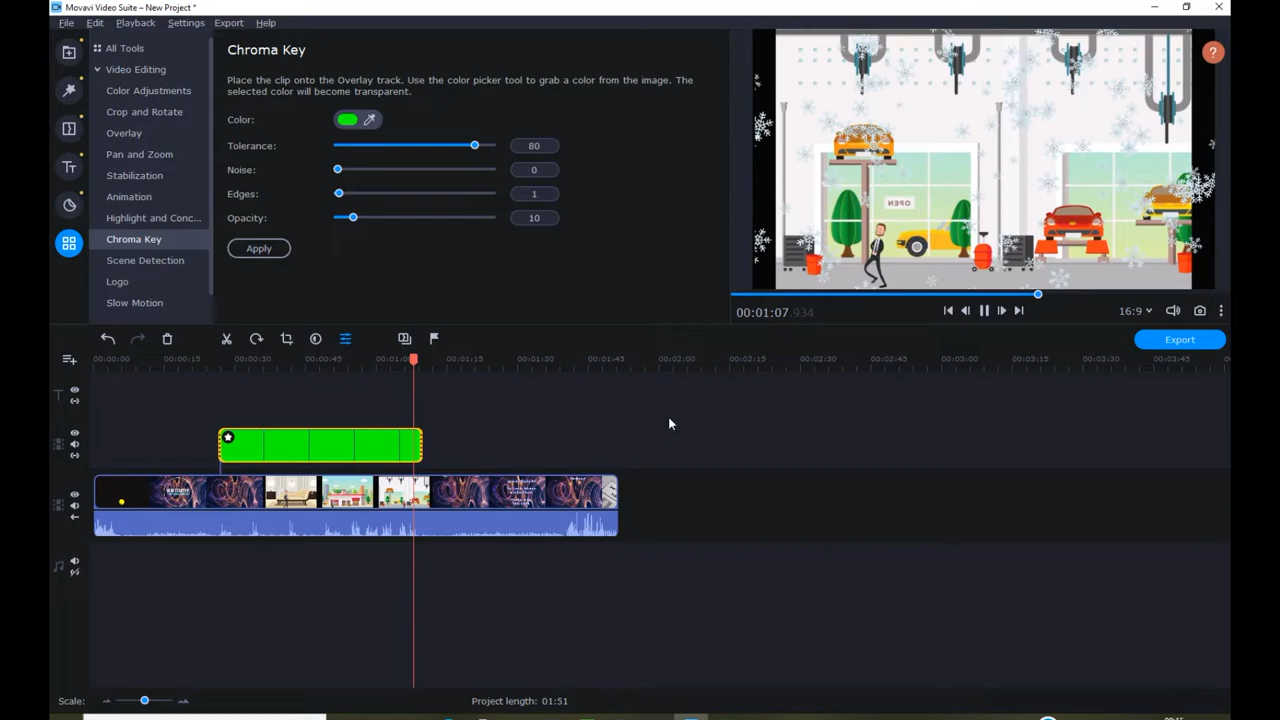 Movavi Video Suite – New Project *
File Edit Playback Settings Export Help
All Tools
Video Editing
Color Adjustments
Crop and Rotate
Overlay
Pan and Zoom
Stabilization
Animation
Highlight and Conc...
Chroma Key
Scene Detection
Logo
Slow Motion
Chroma Key
Place the clip onto the Overlay track. Use the color picker tool to grab a color from the image. The
selected color will become transparent.
Color:
Tolerance: 80
Noise: 0
Edges: 1
Opacity: 10
Apply
?
OPEN
00:01:07.934
16:9
Export
00:00:00 00:00:15 00:00:30 00:00:45 00:01:00 00:01:15 00:01:30 00:01:45 00:02:00 00:02:15 00:02:30 00:02:45 00:03:00 00:03:15 00:03:30 00:03:45
Scale:
Project length: 01:51